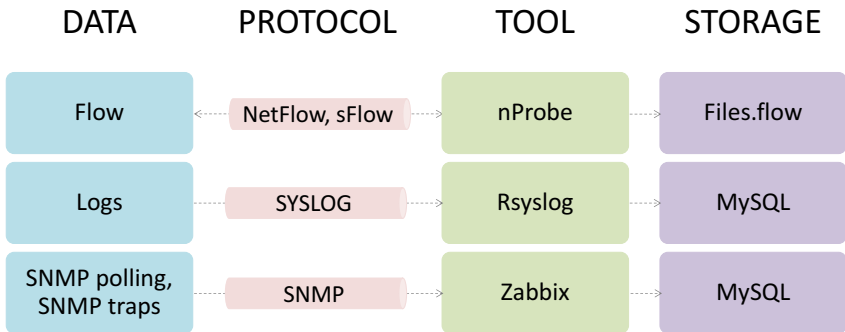 DATA PROTOCOL TOOL STORAGE
Flow NetFlow, sFlow nProbe Files.flow
Logs SYSLOG Rsyslog MySQL
SNMP polling,
SNMP traps SNMP Zabbix MySQL